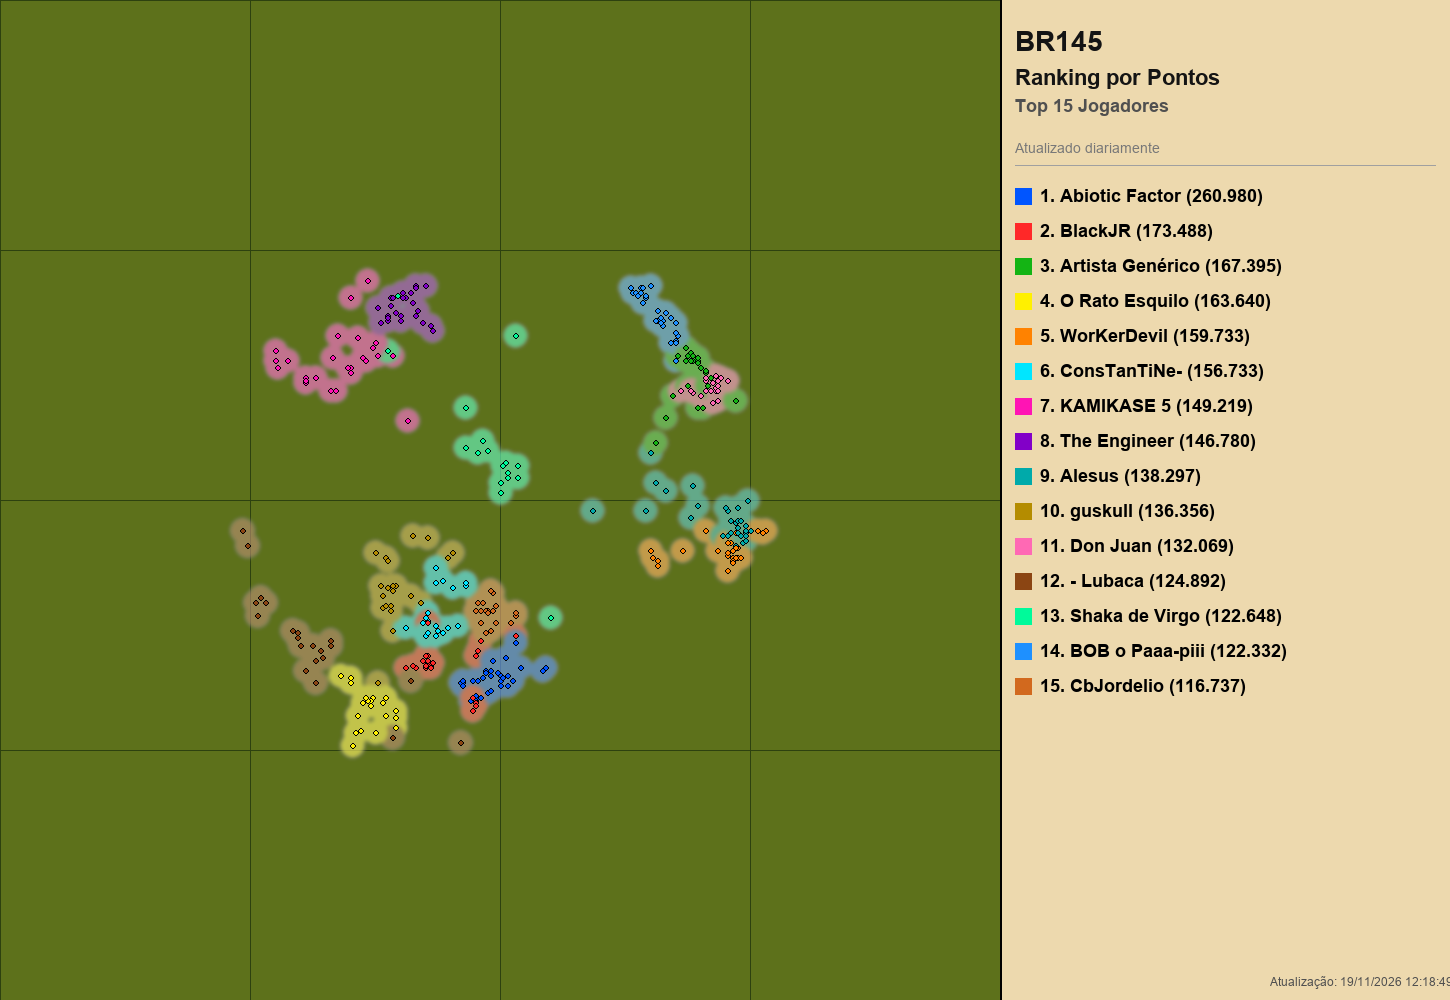 BR145
Ranking por Pontos
Top 15 Jogadores
Atualizado diariamente
1. Abiotic Factor (260.980)
2. BlackJR (173.488)
3. Artista Genérico (167.395)
4. O Rato Esquilo (163.640)
5. WorKerDevil (159.733)
6. ConsTanTiNe- (156.733)
7. KAMIKASE 5 (149.219)
8. The Engineer (146.780)
9. Alesus (138.297)
10. guskull (136.356)
11. Don Juan (132.069)
12. - Lubaca (124.892)
13. Shaka de Virgo (122.648)
14. BOB o Paaa-piii (122.332)
15. CbJordelio (116.737)
Atualização: 19/11/2026 12:18:49